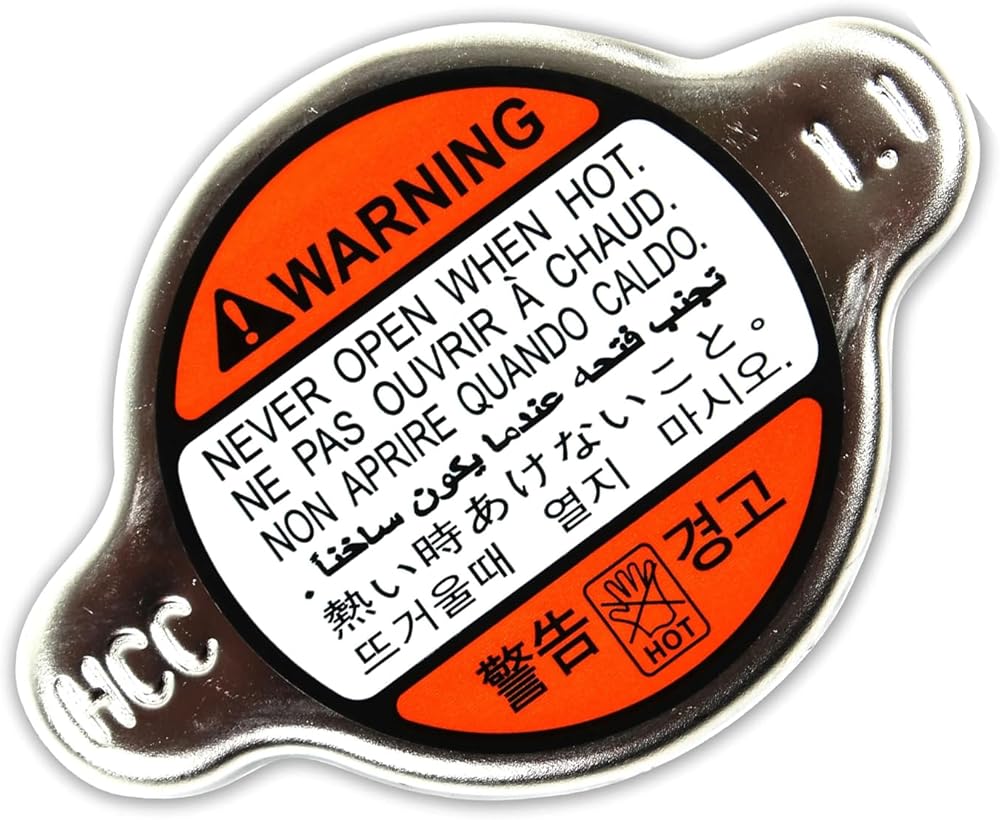 WARNING
NEVER OPEN WHEN HOT.
NE PAS OUVRIR À CHAUD.
NON APRIRE QUANDO CALDO.
تجنب فتحه عندما يكون ساخناً.
熱い時あけないこと。
뜨거울때 열지 마시오.
警告 경고
HOT
HCC
1.1